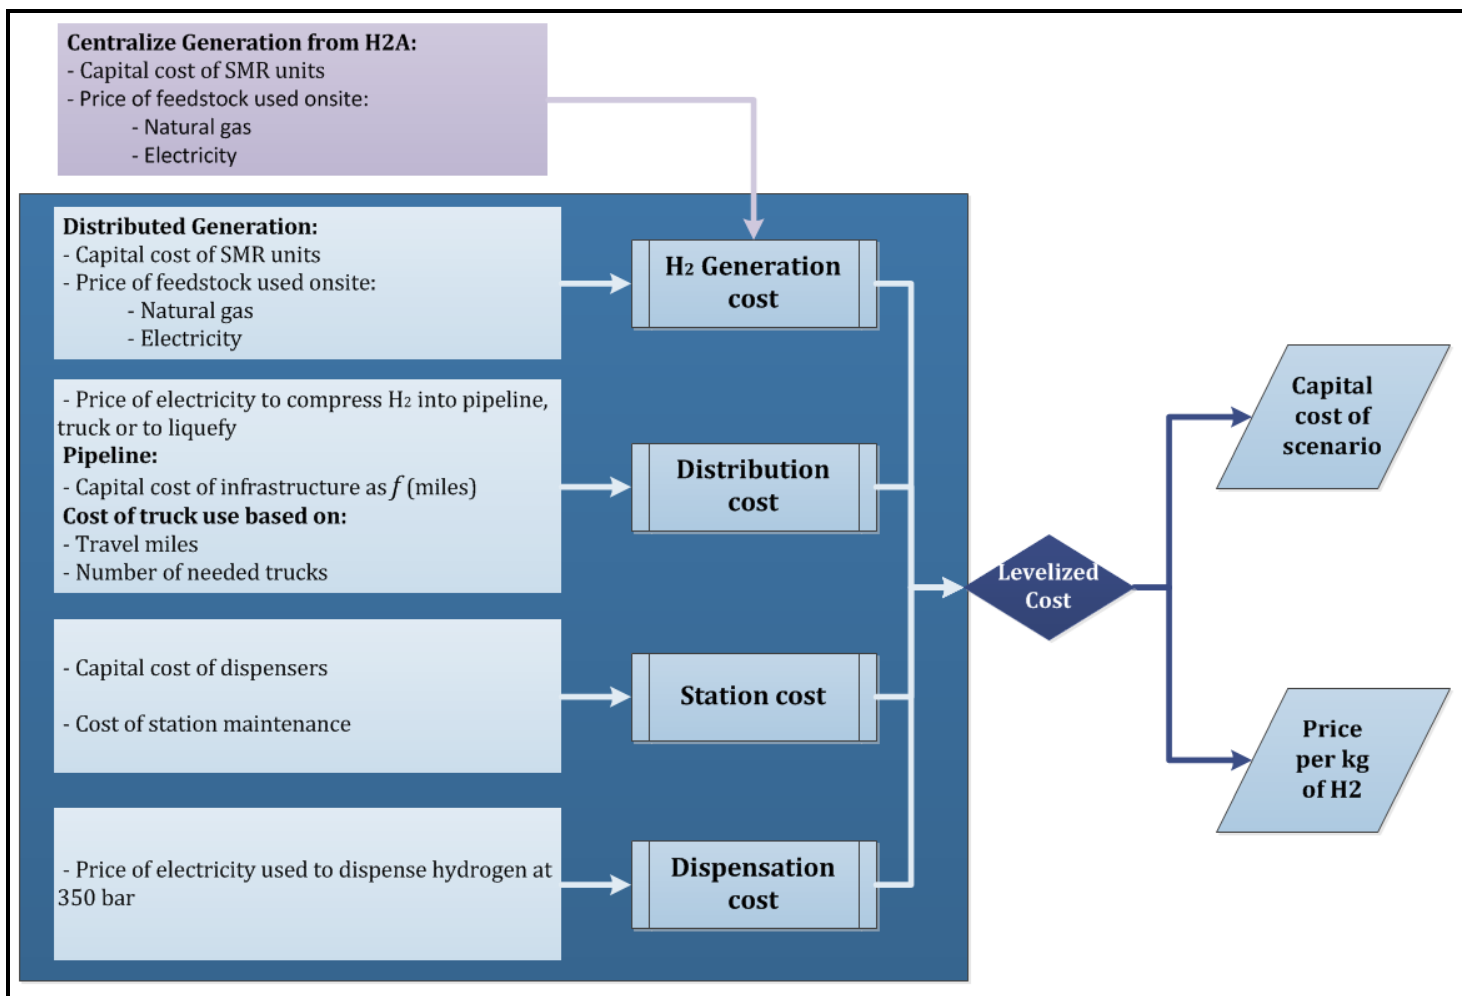 Centralize Generation from H2A:
- Capital cost of SMR units
- Price of feedstock used onsite:
- Natural gas
- Electricity
Distributed Generation:
- Capital cost of SMR units
- Price of feedstock used onsite:
- Natural gas
- Electricity
H2 Generation
cost
- Price of electricity to compress H2 into pipeline,
truck or to liquefy
Pipeline:
- Capital cost of infrastructure as f (miles)
Cost of truck use based on:
- Travel miles
- Number of needed trucks
Distribution
cost
- Capital cost of dispensers
- Cost of station maintenance
Station cost
- Price of electricity used to dispense hydrogen at
350 bar
Dispensation
cost
Levelized
Cost
Capital
cost of
scenario
Price
per kg
of H2